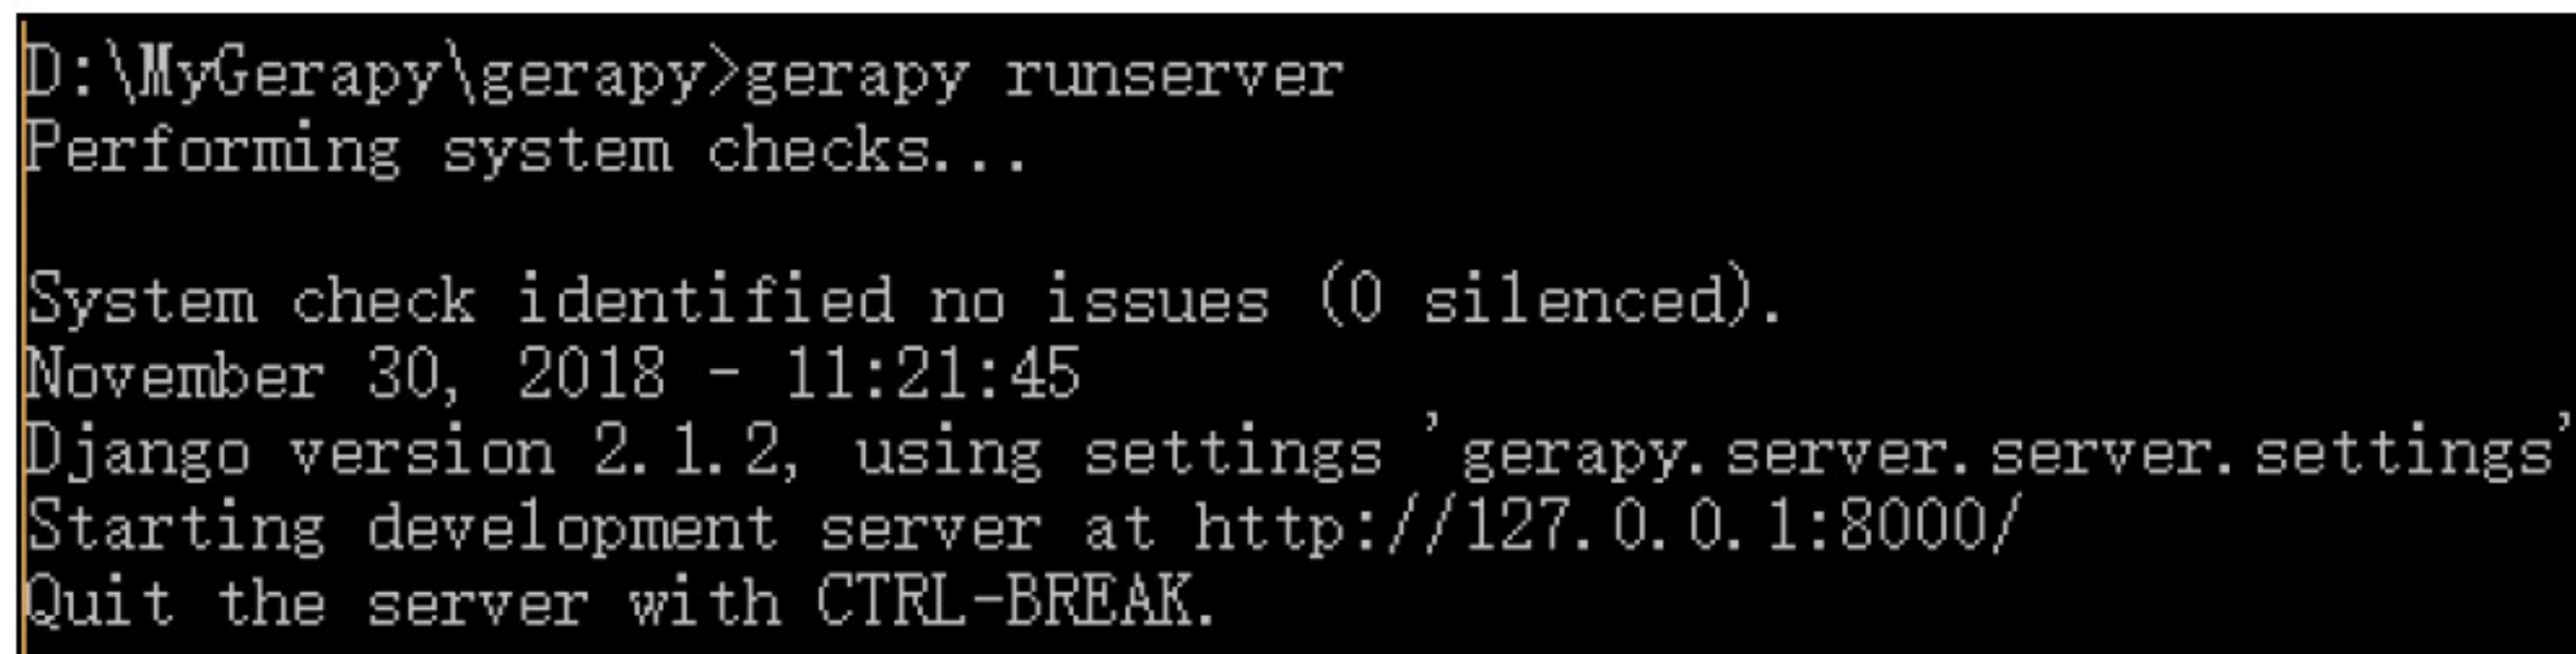 D:\MyGerapy\gerapy>gerapy runserver
Performing system checks...
System check identified no issues (0 silenced).
November 30, 2018 - 11:21:45
Django version 2.1.2, using settings 'gerapy.server.server.settings'
Starting development server at http://127.0.0.1:8000/
Quit the server with CTRL-BREAK.